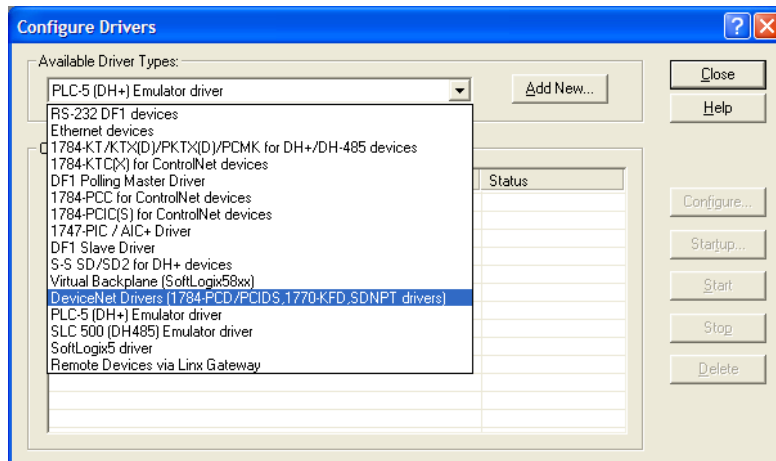 Configure Drivers
Available Driver Types:
PLC-5 (DH+) Emulator driver
Add New...
Close
Help
RS-232 DF1 devices
Ethernet devices
1784-KT/KTX(D)/PKTX(D)/PCMK for DH+/DH-485 devices
1784-KTC(X) for ControlNet devices
DF1 Polling Master Driver
1784-PCC for ControlNet devices
1784-PCIC(S) for ControlNet devices
1747-PIC / AIC+ Driver
DF1 Slave Driver
S-S SD/SD2 for DH+ devices
Virtual Backplane (SoftLogix58xx)
DeviceNet Drivers (1784-PCD/PCIDS,1770-KFD,SDNPT drivers)
PLC-5 (DH+) Emulator driver
SLC 500 (DH485) Emulator driver
SoftLogix5 driver
Remote Devices via Linx Gateway
Status
Configure...
Startup...
Start
Stop
Delete